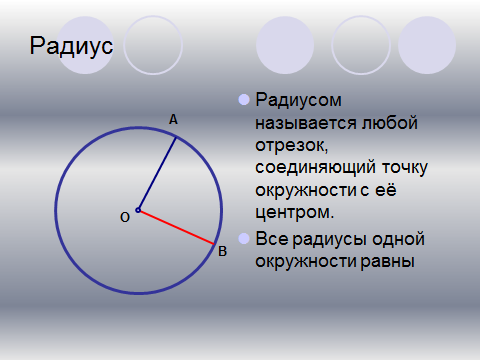 Радиус
A
O
B
Радиусом
называется любой
отрезок,
соединяющий точку
окружности с её
центром.
Все радиусы одной
окружности равны